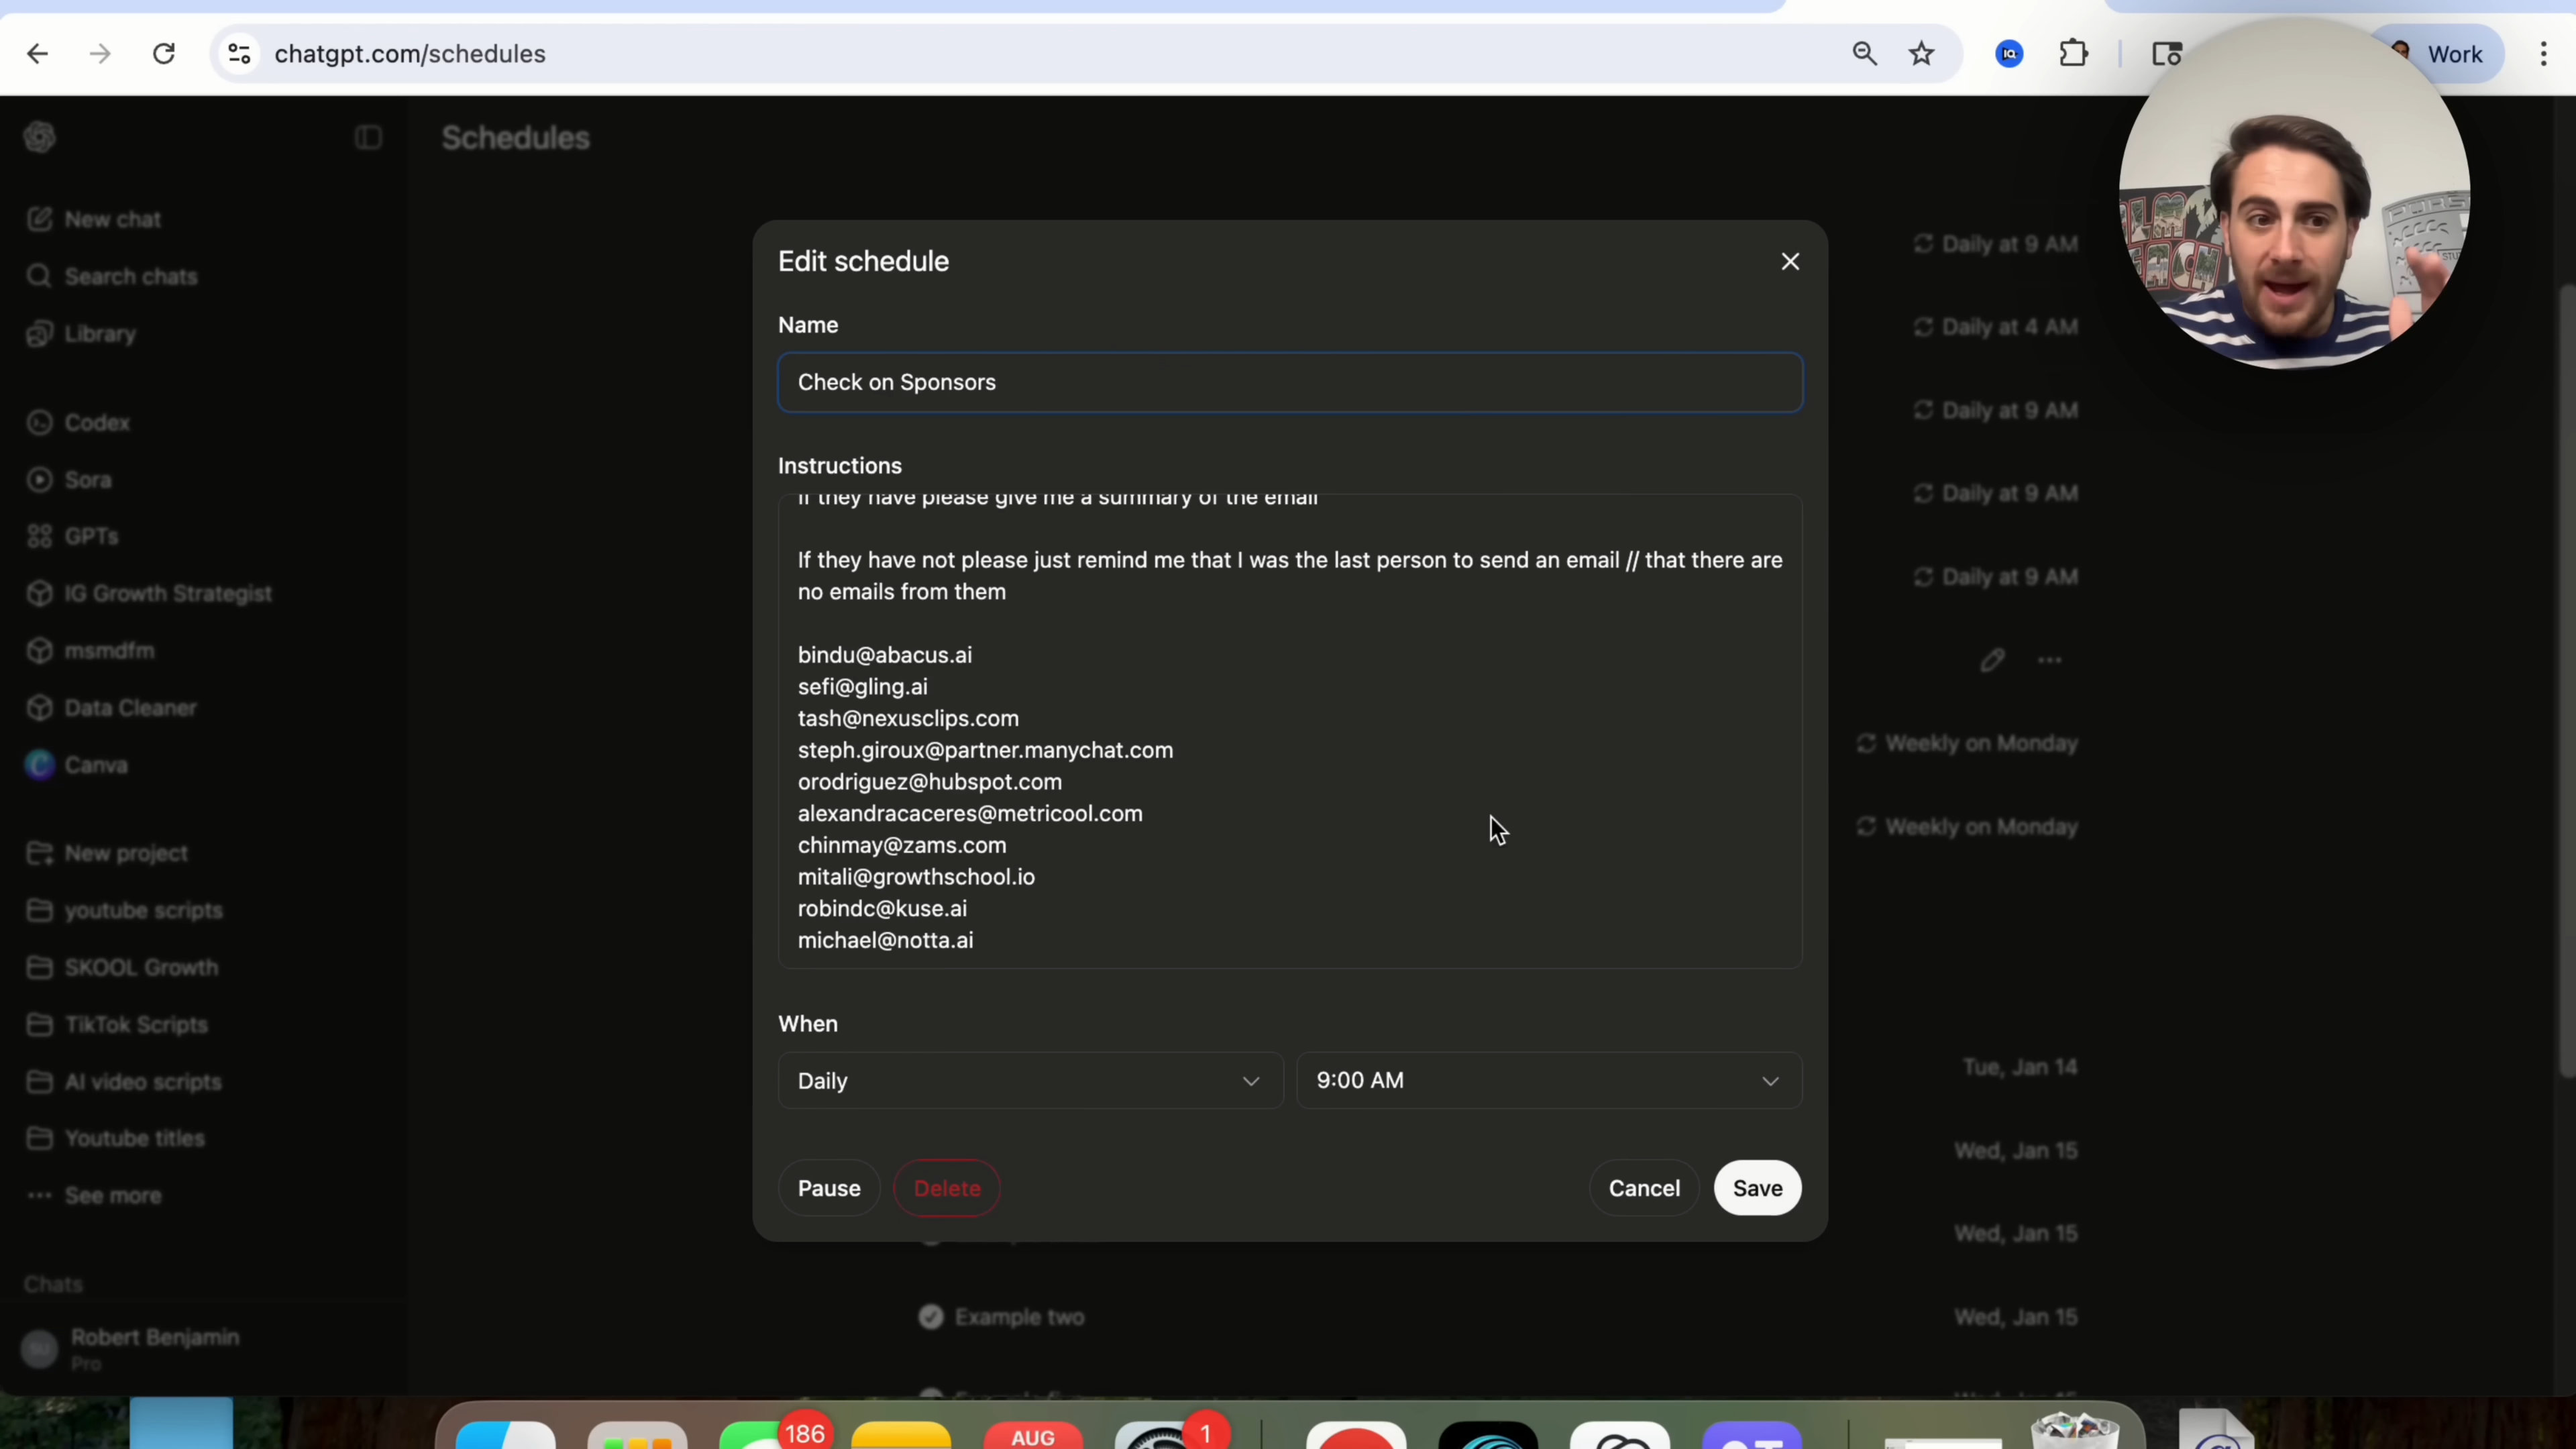 chatgpt.com/schedules
Work
Schedules
New chat
Search chats
Library
Codex
Sora
GPTs
IG Growth Strategist
msmdfm
Data Cleaner
Canva
New project
youtube scripts
SKOOL Growth
TikTok Scripts
AI video scripts
Youtube titles
See more
Chats
Robert Benjamin
Pro
Edit schedule
Name
Check on Sponsors
Instructions
If they have please give me a summary of the email
If they have not please just remind me that I was the last person to send an email // that there are
no emails from them
bindu@abacus.ai
sefi@gling.ai
tash@nexusclips.com
steph.giroux@partner.manychat.com
orodriguez@hubspot.com
alexandracaceres@metricool.com
chinmay@zams.com
mitali@growthschool.io
robindc@kuse.ai
michael@notta.ai
When
Daily
9:00 AM
Pause
Delete
Cancel
Save
Example two
Daily at 9 AM
Daily at 4 AM
Daily at 9 AM
Daily at 9 AM
Daily at 9 AM
Weekly on Monday
Weekly on Monday
Tue, Jan 14
Wed, Jan 15
Wed, Jan 15
Wed, Jan 15
186
AUG
1